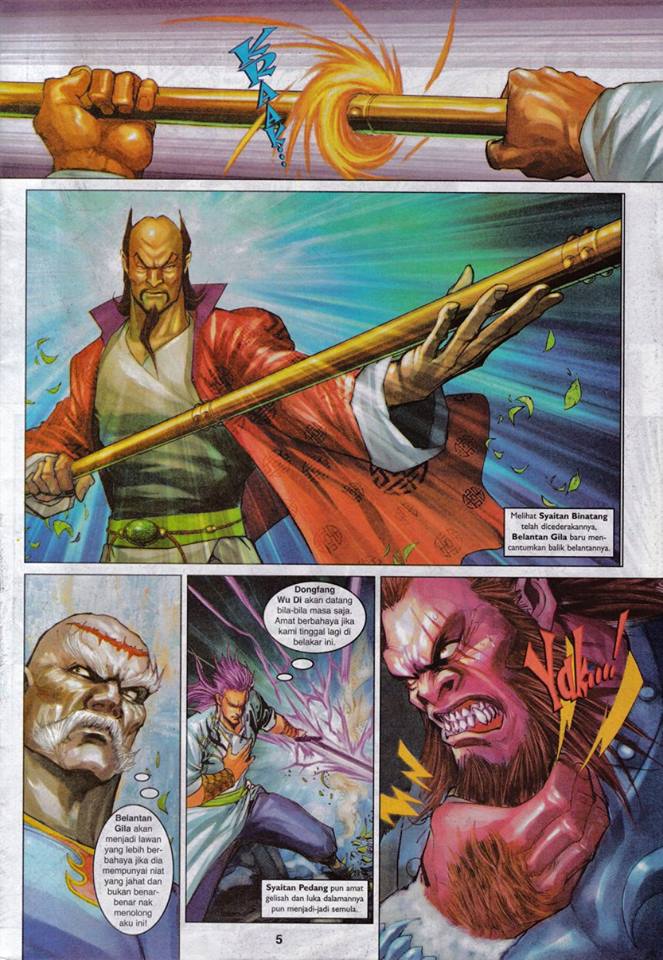 KRAAK...
Melihat Syaitan Binatang
telah dicederakannya,
Belantan Gila baru men-
cantumkan balik belantannya.
Belantan
Gila akan
menjadi lawan
yang lebih ber-
bahaya jika dia
mempunyai niat
yang jahat dan
bukan benar-
benar nak
menolong
aku ini!
Dongfang
Wu Di akan datang
bila-bila masa saja.
Amat berbahaya jika
kami tinggal lagi di
belakar ini.
Syaitan Pedang pun amat
gelisah dan luka dalamannya
pun menjadi-jadi semula.
5